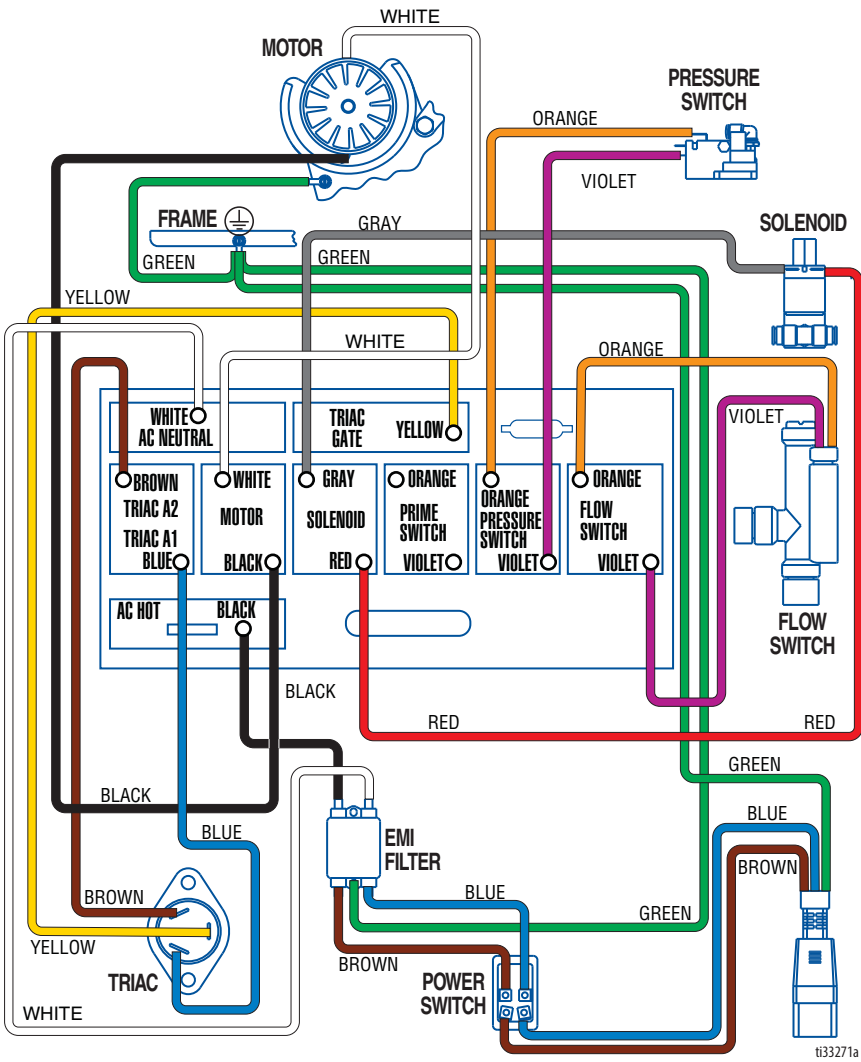 WHITE
MOTOR
PRESSURE
SWITCH
ORANGE
VIOLET
FRAME
GRAY
SOLENOID
GREEN
GREEN
YELLOW
WHITE
ORANGE
VIOLET
WHITE
AC NEUTRAL
TRIAC
GATE
YELLOW
BROWN
TRIAC A2
TRIAC A1
BLUE
WHITE
MOTOR
BLACK
GRAY
SOLENOID
RED
ORANGE
PRIME
SWITCH
VIOLET
ORANGE
PRESSURE
SWITCH
VIOLET
ORANGE
FLOW
SWITCH
VIOLET
AC HOT
BLACK
FLOW
SWITCH
BLACK
RED
RED
GREEN
BLACK
BLUE
BLUE
EMI
FILTER
BROWN
BROWN
BLUE
GREEN
YELLOW
BROWN
TRIAC
POWER
SWITCH
WHITE
ti33271a